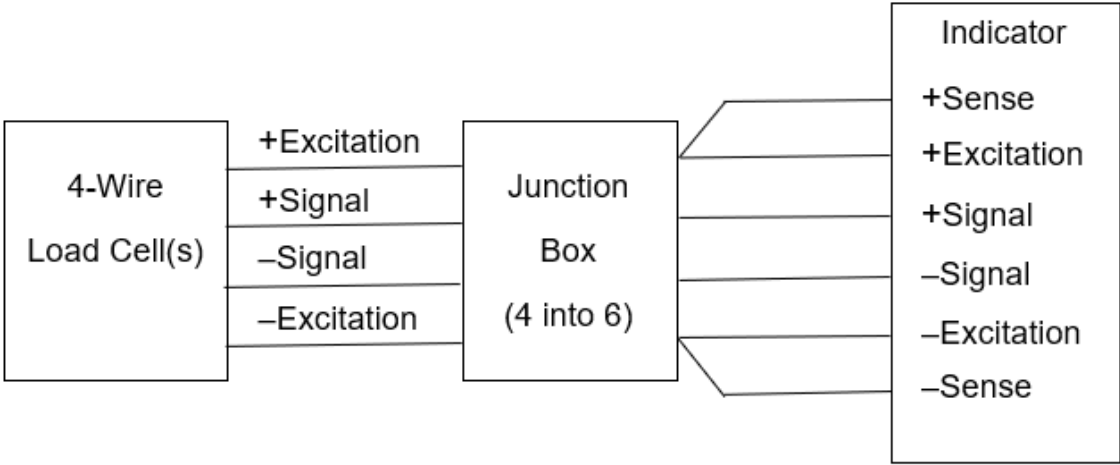 4-Wire
Load Cell(s)
+Excitation
+Signal
–Signal
–Excitation
Junction
Box
(4 into 6)
Indicator
+Sense
+Excitation
+Signal
–Signal
–Excitation
–Sense